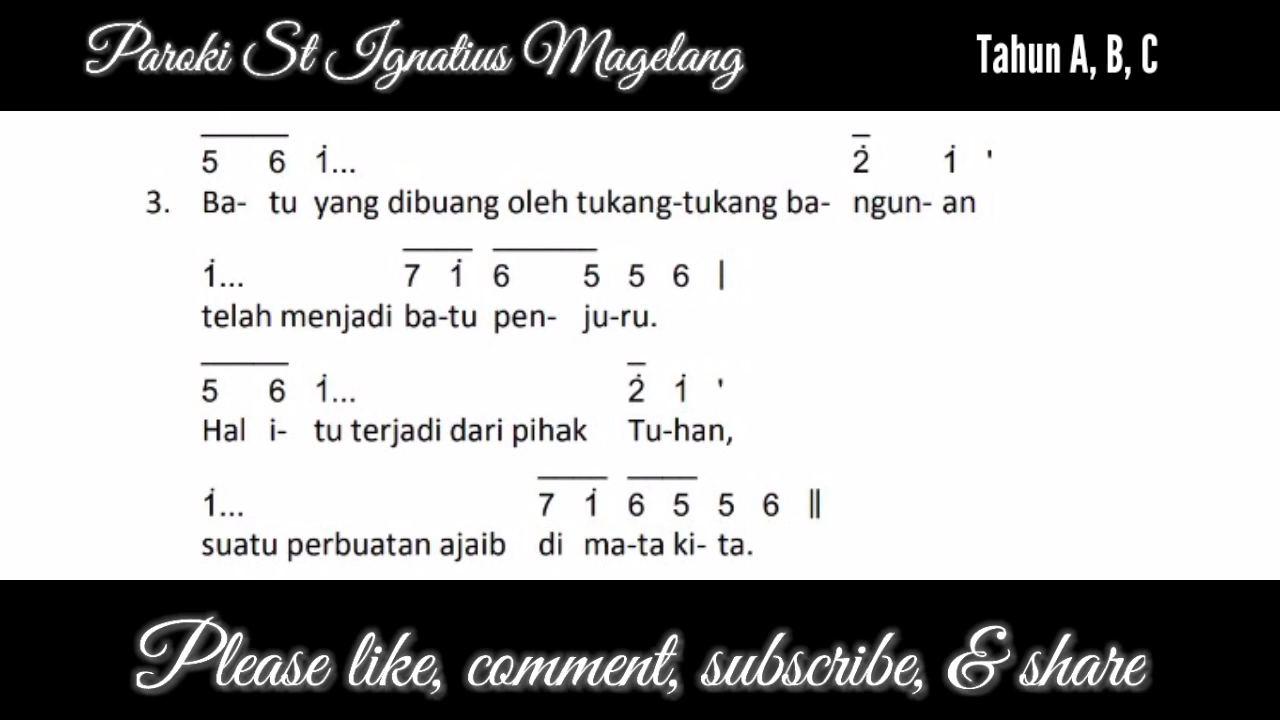 Paroki St Ignatius Magelang
Tahun A, B, C
5 6 1̇... 2̇ 1̇ '
3. Ba- tu yang dibuang oleh tukang-tukang ba- ngun- an
1̇... 7 1̇ 6 5 5 6 |
telah menjadi ba-tu pen- ju-ru.
5 6 1̇... 2̇ 1̇ '
Hal i- tu terjadi dari pihak Tu-han,
1̇... 7 1̇ 6 5 5 6 ||
suatu perbuatan ajaib di ma-ta ki- ta.
Please like, comment, subscribe, & share